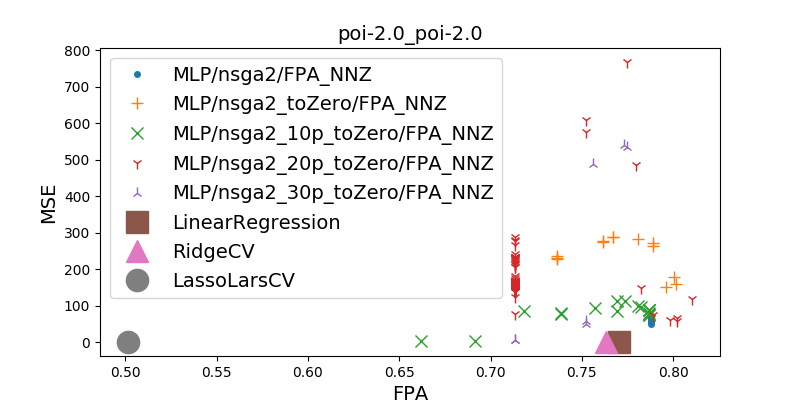 poi-2.0_poi-2.0
800
700
600
500
400
300
200
100
0
MSE
MLP/nsga2/FPA_NNZ
MLP/nsga2_toZero/FPA_NNZ
MLP/nsga2_10p_toZero/FPA_NNZ
MLP/nsga2_20p_toZero/FPA_NNZ
MLP/nsga2_30p_toZero/FPA_NNZ
LinearRegression
RidgeCV
LassoLarsCV
0.50 0.55 0.60 0.65 0.70 0.75 0.80
FPA